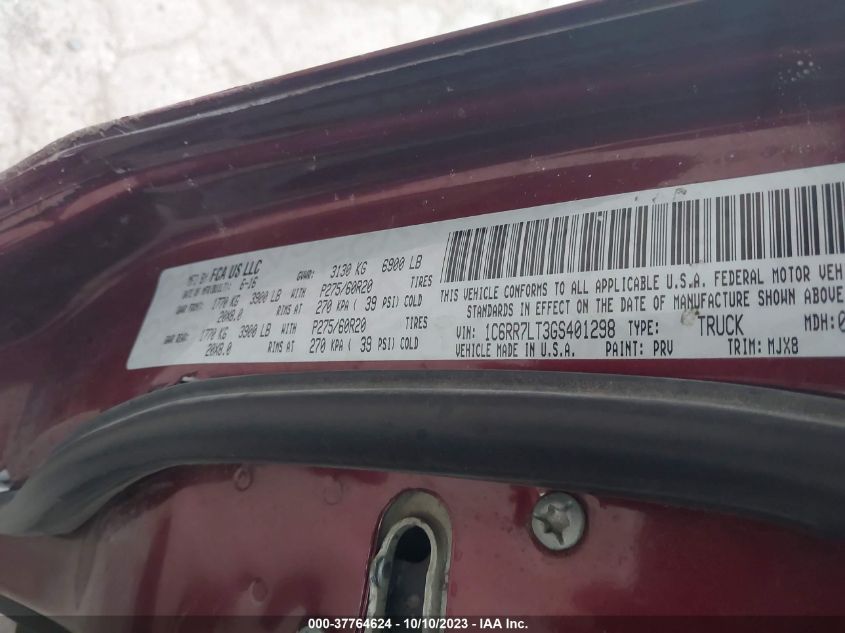 MFD BY: FCA US LLC
DATE OF MFR: 6-16 GVWR: 3130 KG 6900 LB
GAWR FRONT: 1770 KG 3900 LB WITH P275/60R20 TIRES
20X8.0 RIMS AT 270 KPA ( 39 PSI) COLD
GAWR REAR: 1770 KG 3900 LB WITH P275/60R20 TIRES
20X8.0 RIMS AT 270 KPA ( 39 PSI) COLD
THIS VEHICLE CONFORMS TO ALL APPLICABLE U.S.A. FEDERAL MOTOR VEH
STANDARDS IN EFFECT ON THE DATE OF MANUFACTURE SHOWN ABOVE.
VIN: 1C6RR7LT3GS401298 TYPE: TRUCK MDH: 0
VEHICLE MADE IN U.S.A. PAINT: PRV TRIM: MJX8
000-37764624 - 10/10/2023 - IAA Inc.